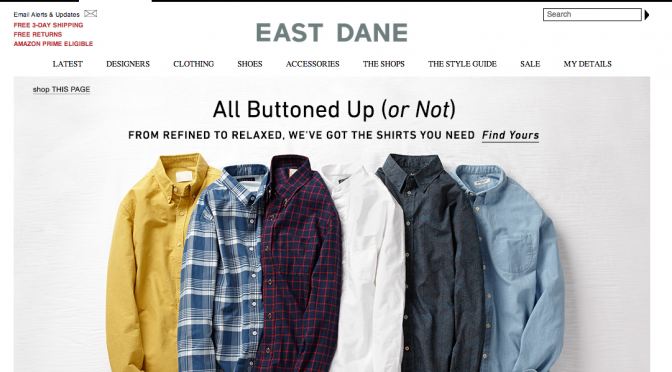 Email Alerts & Updates
FREE 3-DAY SHIPPING
FREE RETURNS
AMAZON PRIME ELIGIBLE
EAST DANE
Search
LATEST DESIGNERS CLOTHING SHOES ACCESSORIES THE SHOPS THE STYLE GUIDE SALE MY DETAILS
shop THIS PAGE
All Buttoned Up (or Not)
FROM REFINED TO RELAXED, WE'VE GOT THE SHIRTS YOU NEED Find Yours